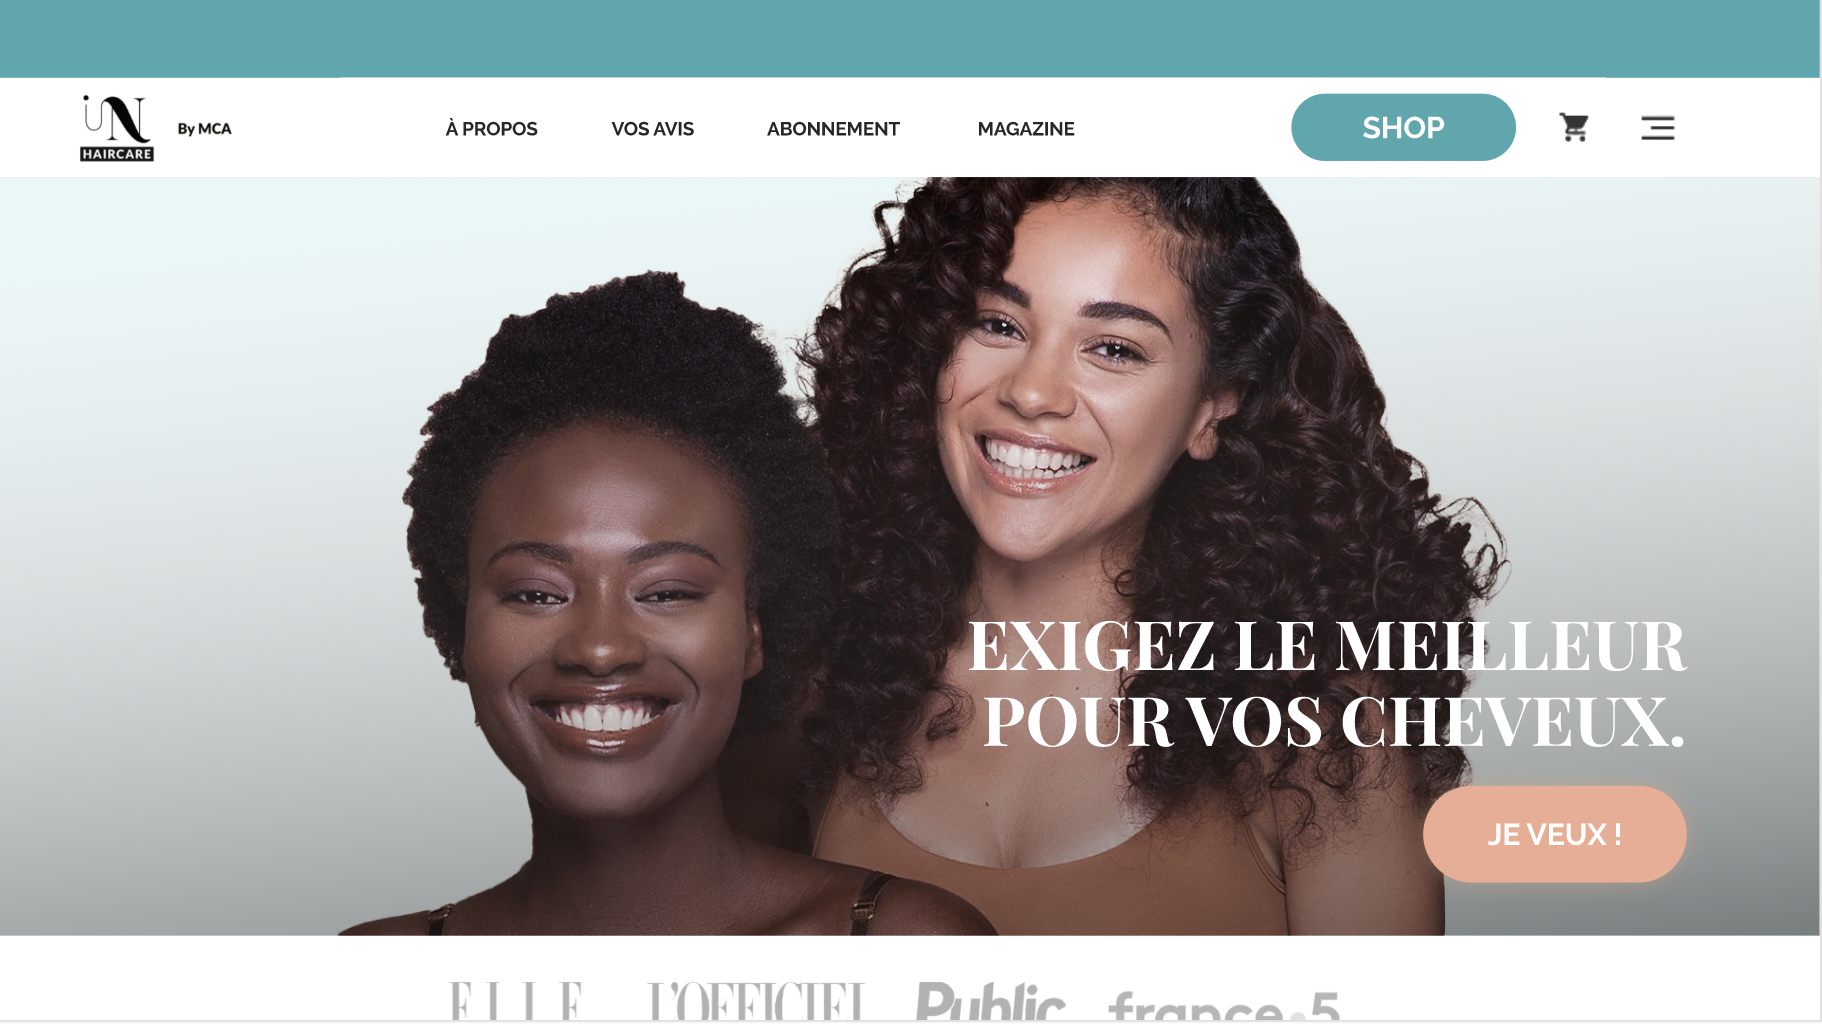 iN
HAIRCARE
By MCA
À PROPOS
VOS AVIS
ABONNEMENT
MAGAZINE
SHOP
EXIGEZ LE MEILLEUR
POUR VOS CHEVEUX.
JE VEUX !
ELLE
L'OFFICIEL
Public
france•5